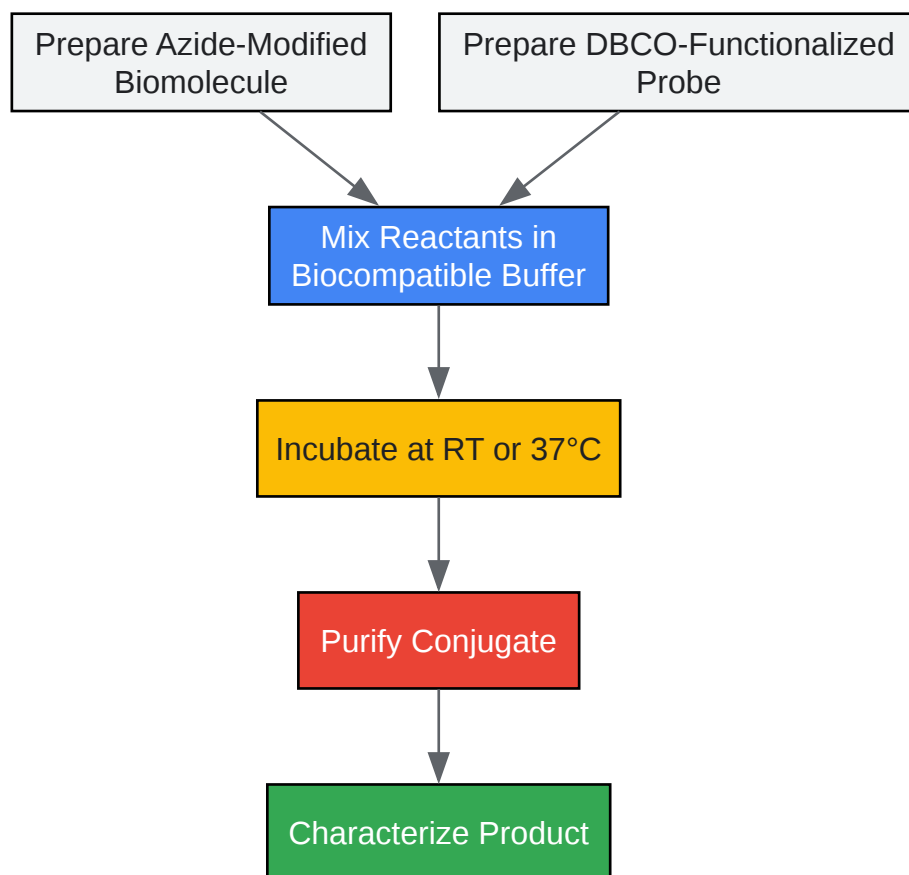 Prepare Azide-Modified
Biomolecule
Prepare DBCO-Functionalized
Probe
Mix Reactants in
Biocompatible Buffer
Incubate at RT or 37°C
Purify Conjugate
Characterize Product